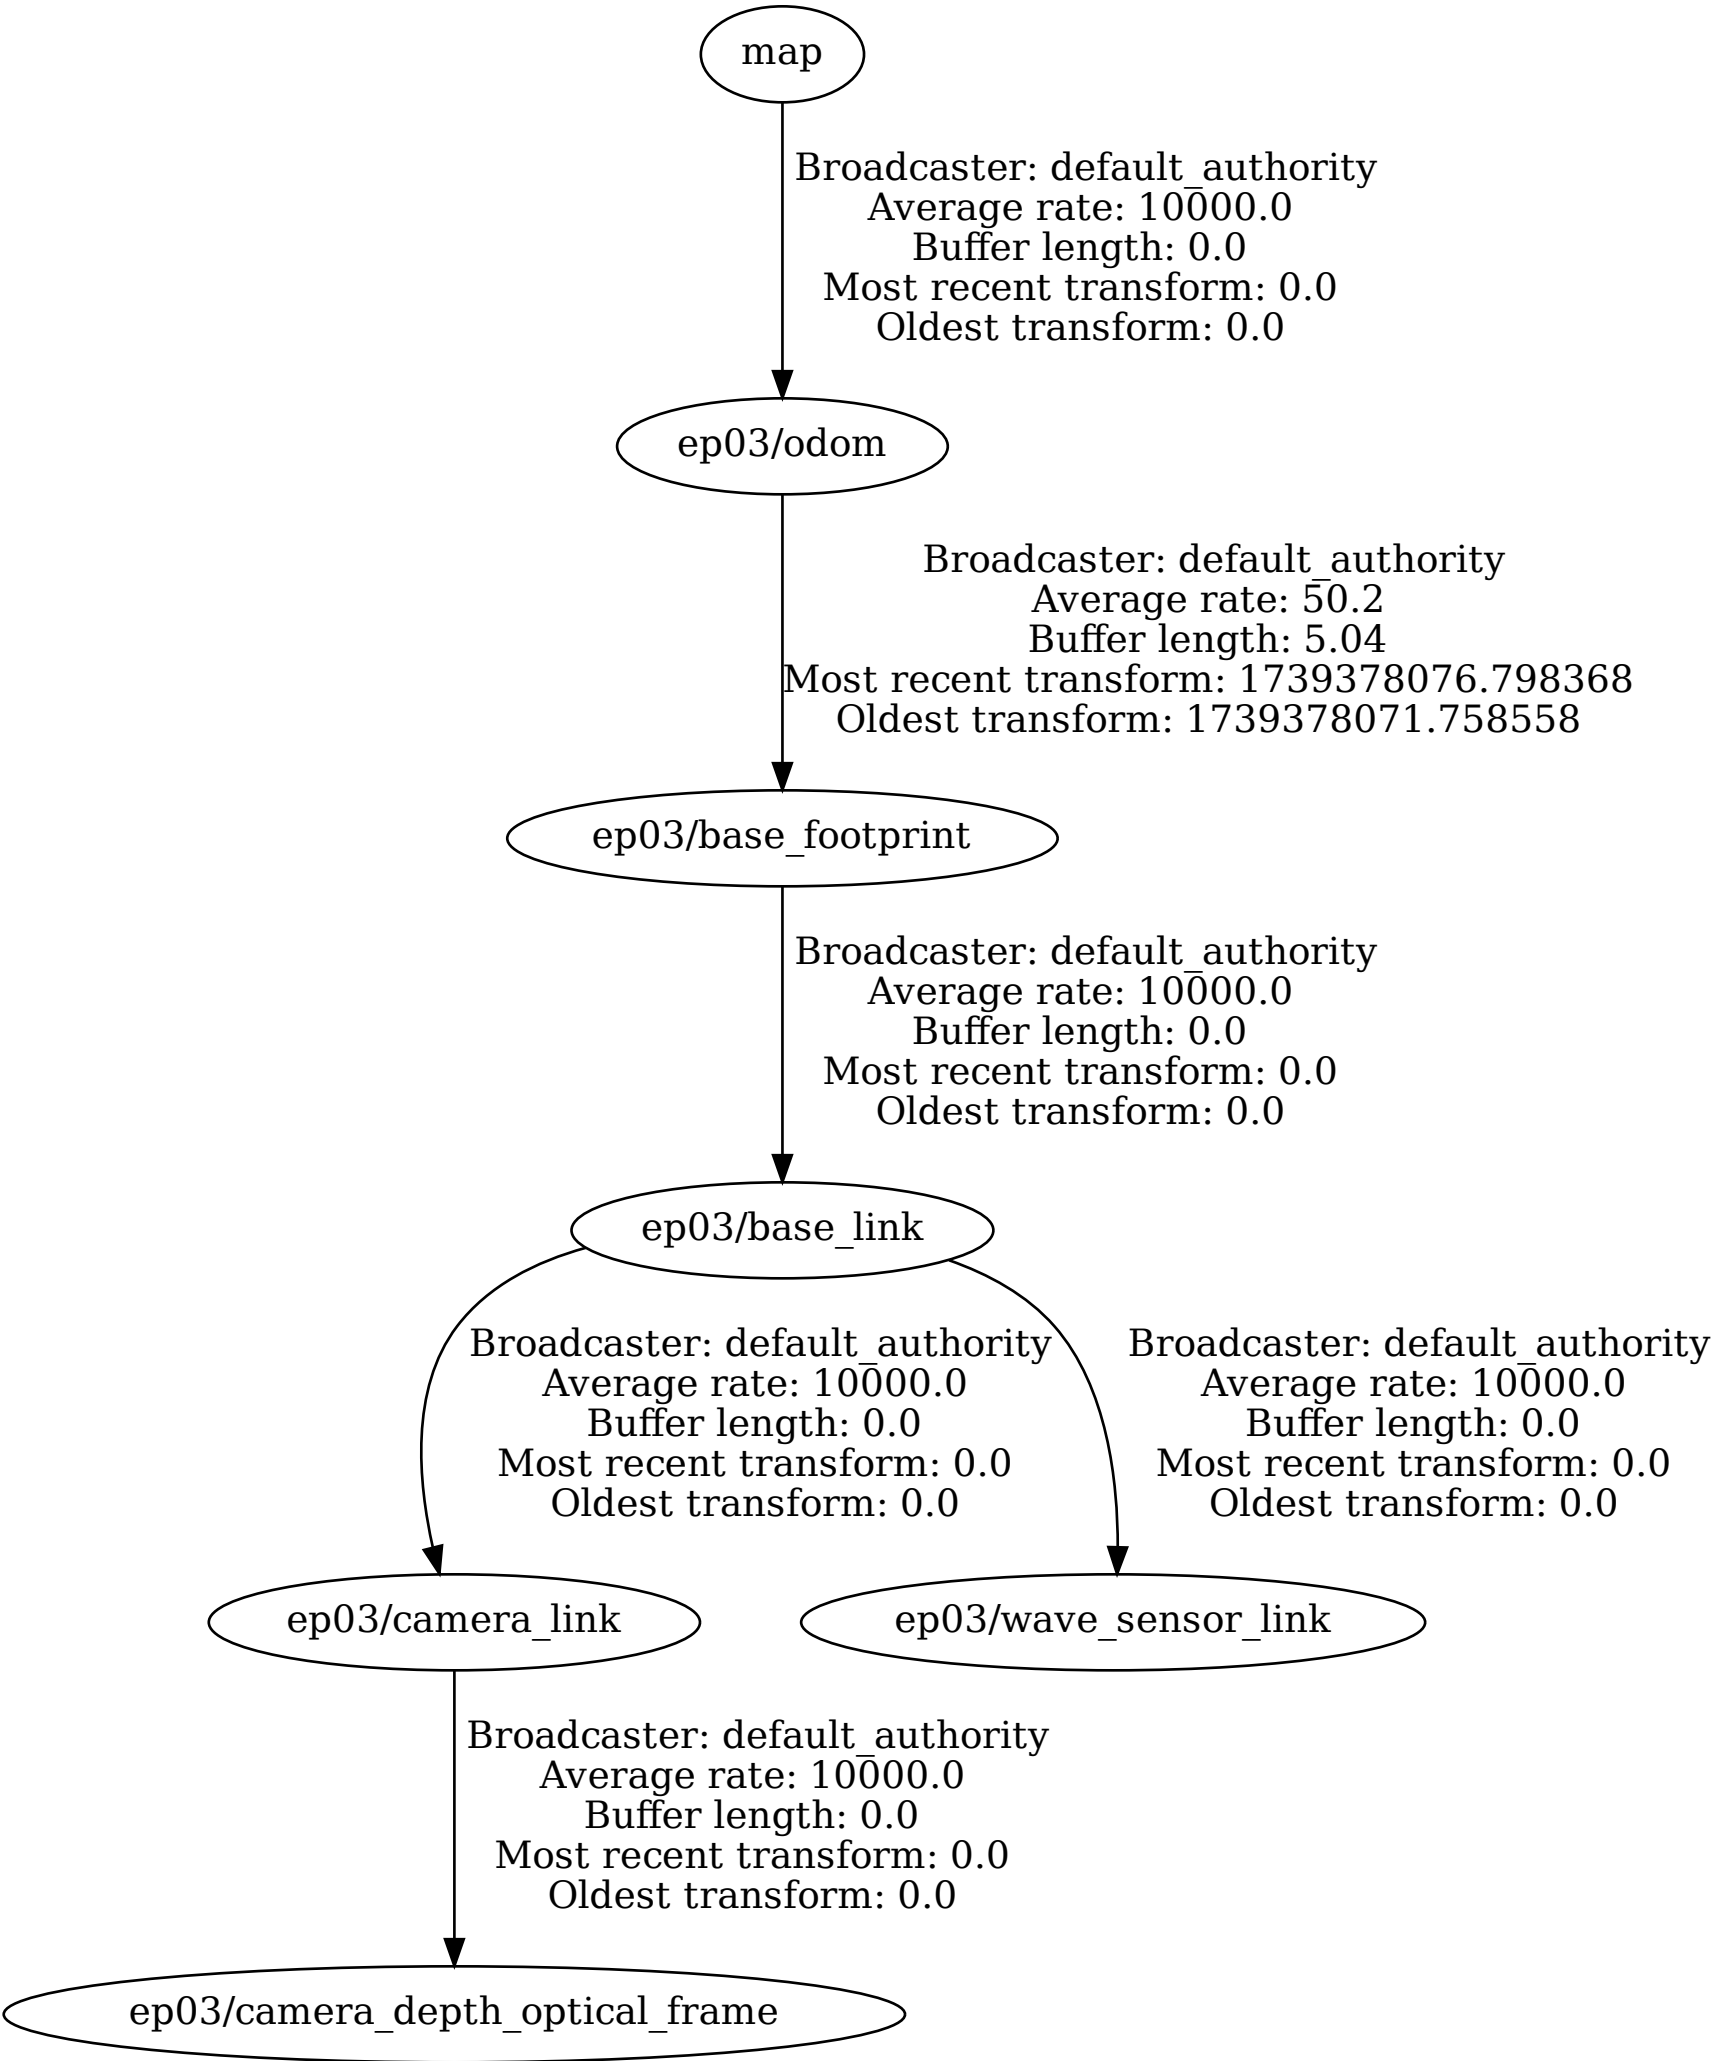 map
Broadcaster: default_authority
Average rate: 10000.0
Buffer length: 0.0
Most recent transform: 0.0
Oldest transform: 0.0
ep03/odom
Broadcaster: default_authority
Average rate: 50.2
Buffer length: 5.04
Most recent transform: 1739378076.798368
Oldest transform: 1739378071.758558
ep03/base_footprint
Broadcaster: default_authority
Average rate: 10000.0
Buffer length: 0.0
Most recent transform: 0.0
Oldest transform: 0.0
ep03/base_link
Broadcaster: default_authority
Average rate: 10000.0
Buffer length: 0.0
Most recent transform: 0.0
Oldest transform: 0.0
Broadcaster: default_authority
Average rate: 10000.0
Buffer length: 0.0
Most recent transform: 0.0
Oldest transform: 0.0
ep03/camera_link
ep03/wave_sensor_link
Broadcaster: default_authority
Average rate: 10000.0
Buffer length: 0.0
Most recent transform: 0.0
Oldest transform: 0.0
ep03/camera_depth_optical_frame